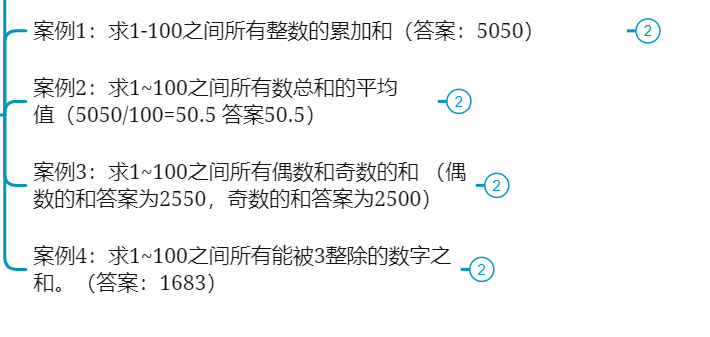 案例1：求1-100之间所有整数的累加和（答案：5050）
2
案例2：求1~100之间所有数总和的平均
值（5050/100=50.5 答案50.5）
2
案例3：求1~100之间所有偶数和奇数的和 （偶
数的和答案为2550，奇数的和答案为2500）
2
案例4：求1~100之间所有能被3整除的数字之
和。（答案：1683）
2